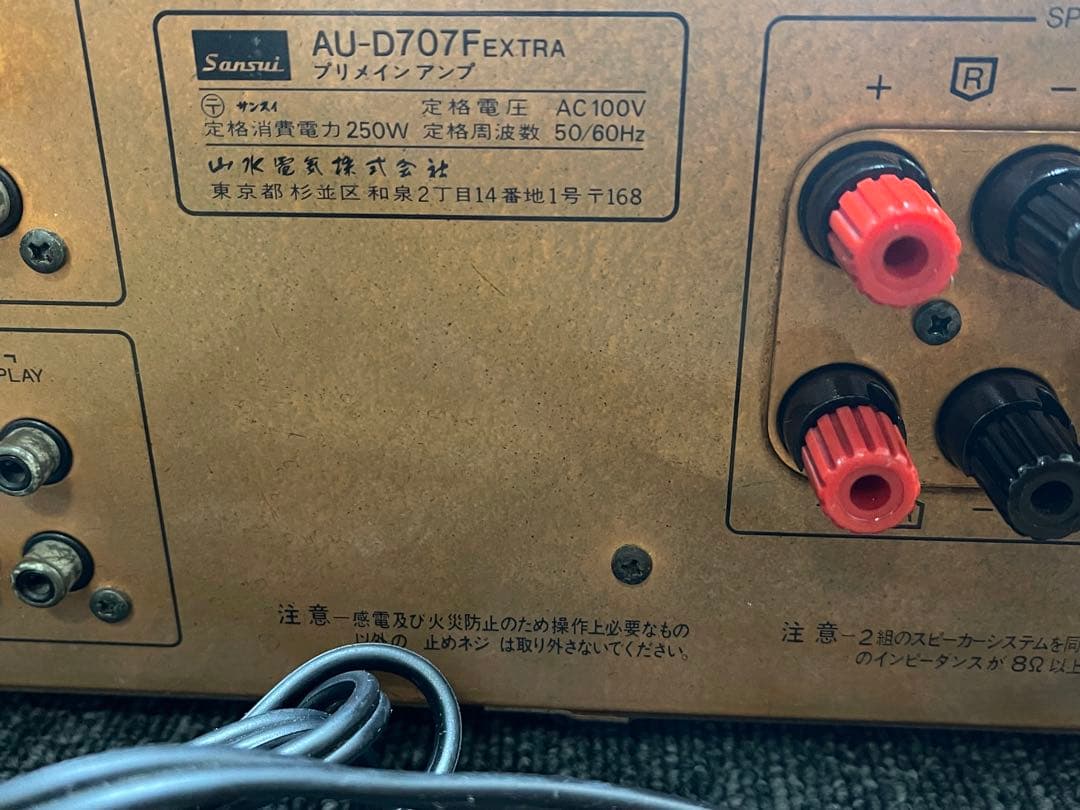 Sansui AU-D707F EXTRA
プリメインアンプ
〶 サンスイ 定格電圧 AC100V
定格消費電力 250W 定格周波数 50/60Hz
山水電気株式会社
東京都杉並区和泉2丁目14番地1号〒168
SP
+ R −
PLAY
−
注意−感電及び火災防止のため操作上必要なもの
以外の 止めネジ は取り外さないでください。
注意−2組のスピーカーシステムを同
のインピーダンスが 8Ω以上